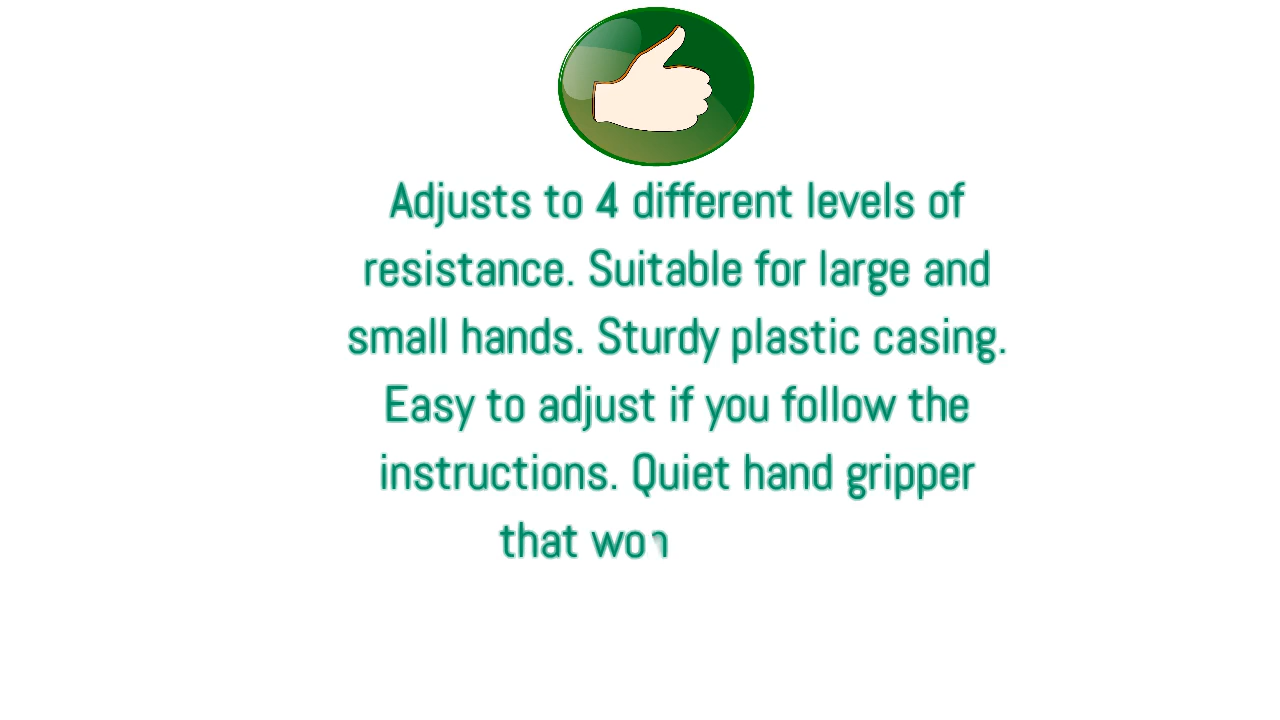 Adjusts to 4 different levels of
resistance. Suitable for large and
small hands. Sturdy plastic casing.
Easy to adjust if you follow the
instructions. Quiet hand gripper
that won